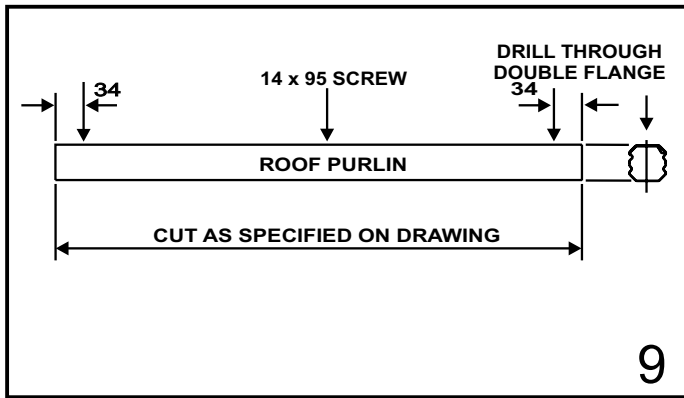 DRILL THROUGH
DOUBLE FLANGE
34
14 x 95 SCREW
34
ROOF PURLIN
CUT AS SPECIFIED ON DRAWING
9